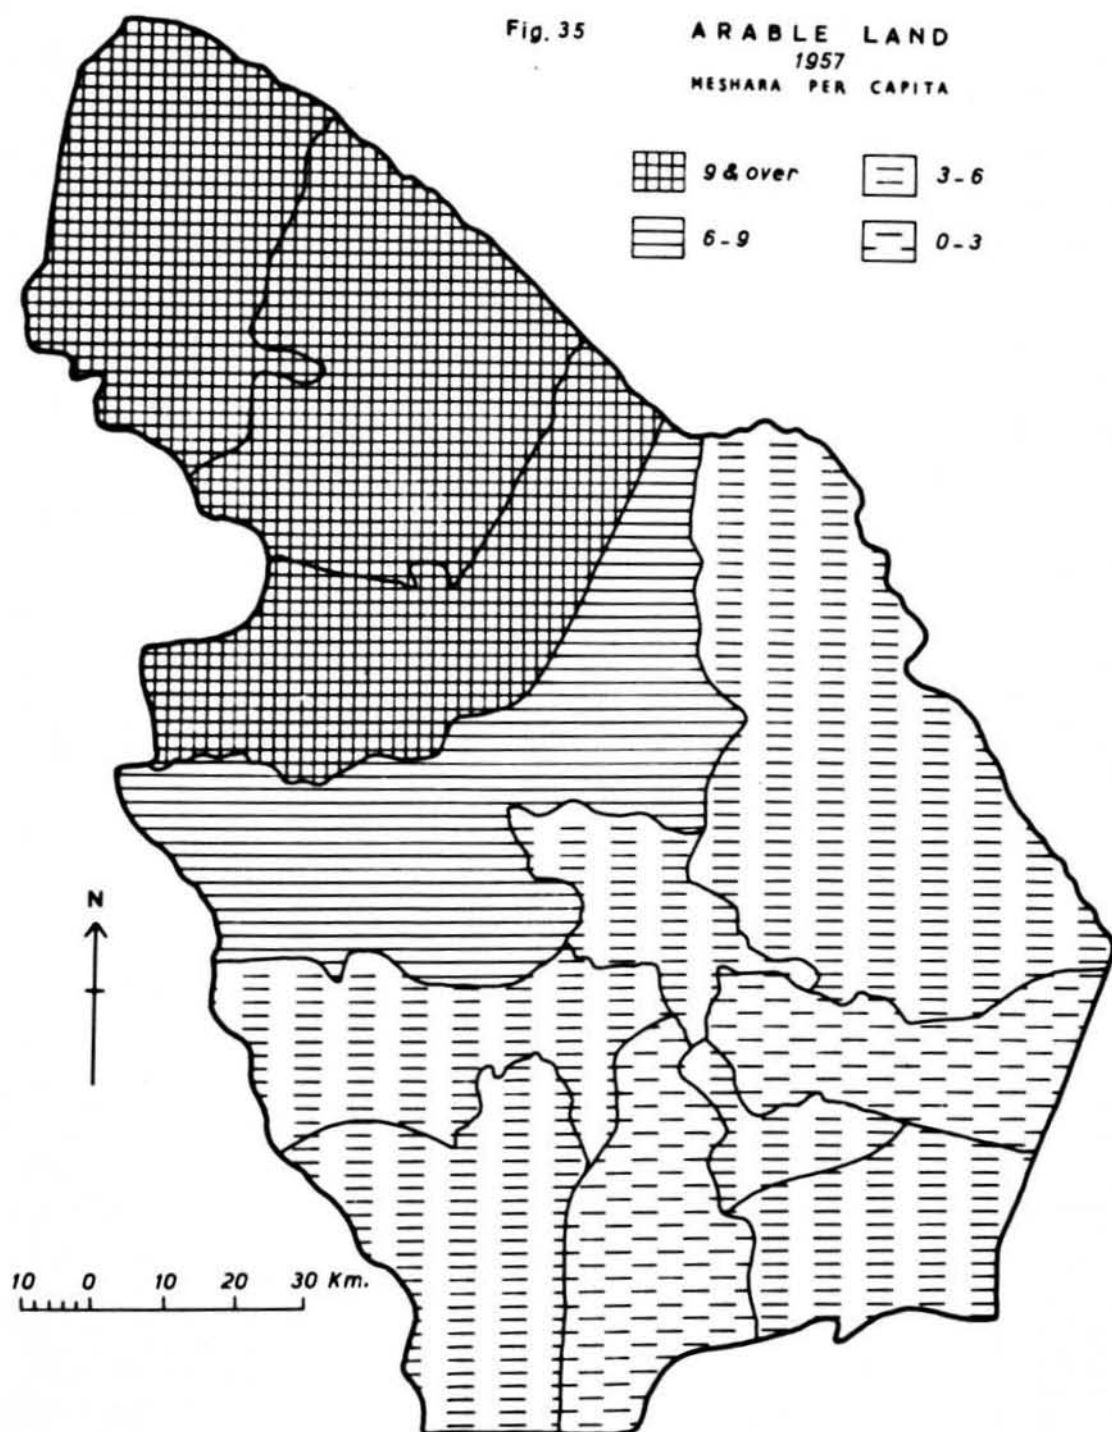 Fig. 35
ARABLE LAND
1957
MESHARA PER CAPITA
9 & over
3-6
6-9
0-3
N
10 0 10 20 30 Km.